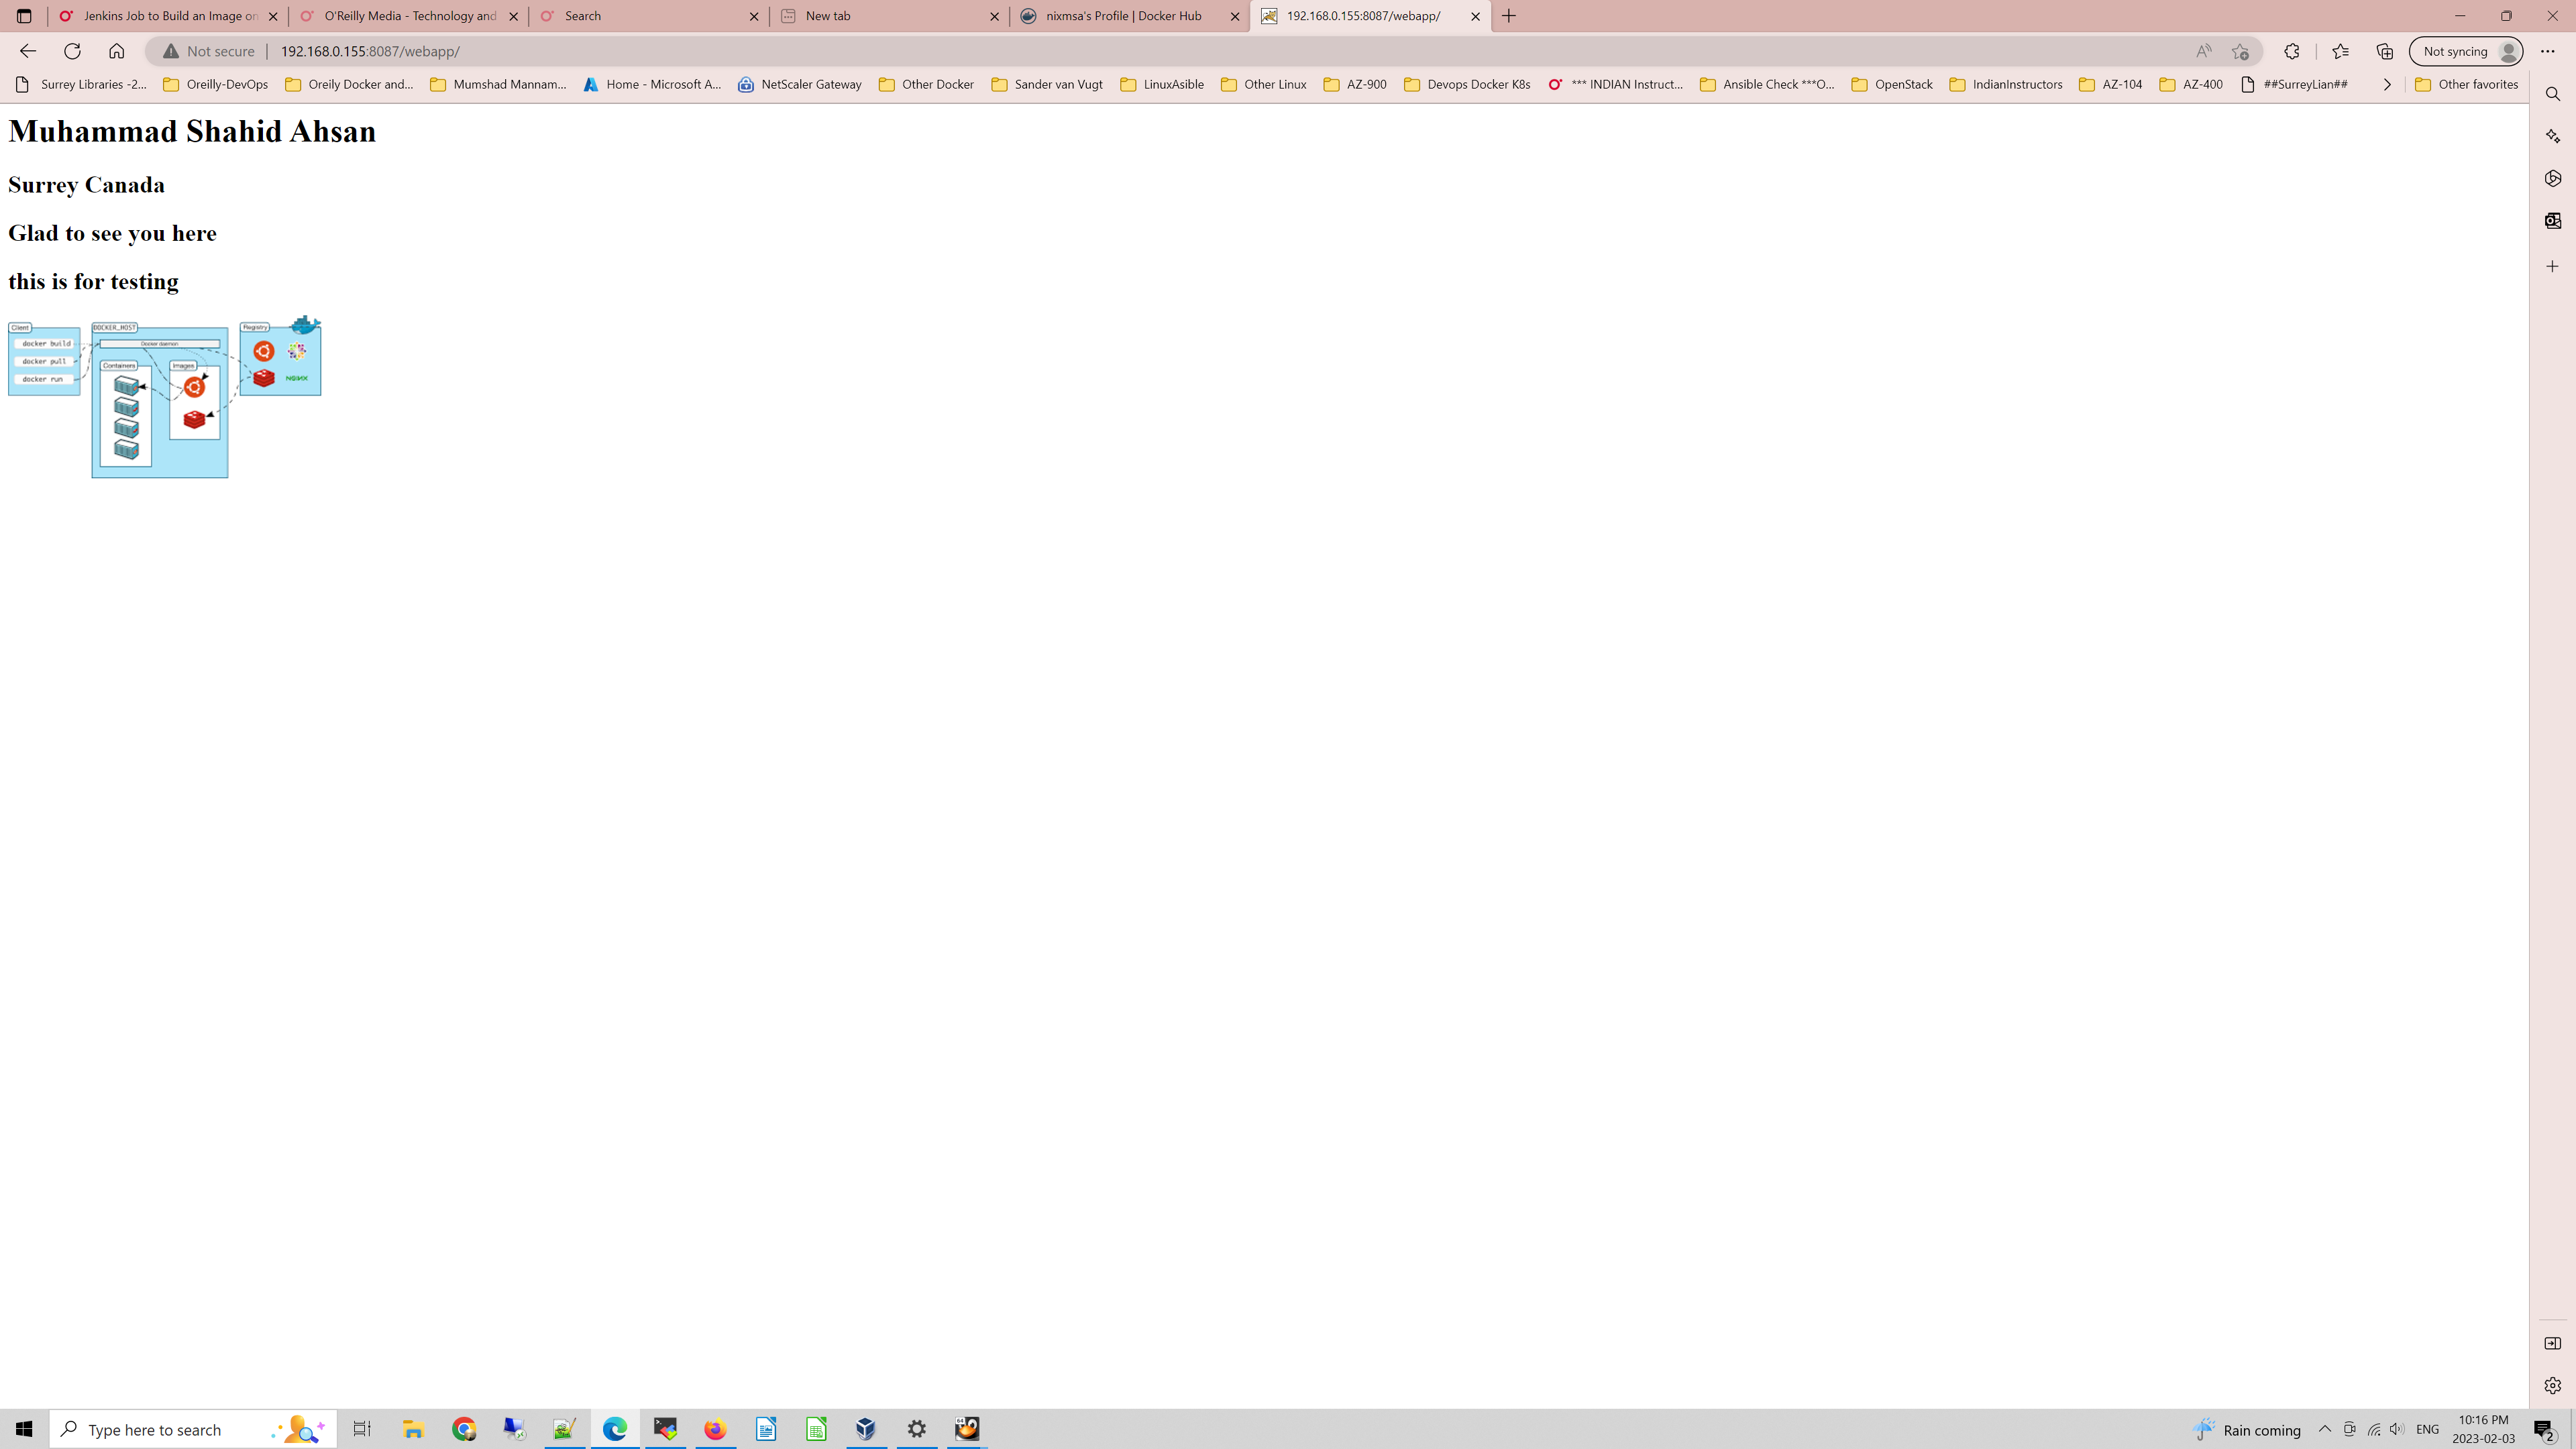 Jenkins Job to Build an Image on
O'Reilly Media - Technology and
Search
New tab
nixmsa's Profile | Docker Hub
192.168.0.155:8087/webapp/
Not secure
192.168.0.155:8087/webapp/
Not syncing
Surrey Libraries -2...
Oreilly-DevOps
Oreily Docker and...
Mumshad Mannam...
Home - Microsoft A...
NetScaler Gateway
Other Docker
Sander van Vugt
LinuxAsible
Other Linux
AZ-900
Devops Docker K8s
*** INDIAN Instruct...
Ansible Check ***O...
OpenStack
IndianInstructors
AZ-104
AZ-400
##SurreyLian##
Other favorites
Muhammad Shahid Ahsan
Surrey Canada
Glad to see you here
this is for testing
Client
DOCKER_HOST
Registry
docker build
Docker daemon
docker pull
Containers
Images
docker run
NGINX
Type here to search
Rain coming
ENG
10:16 PM
2023-02-03
2